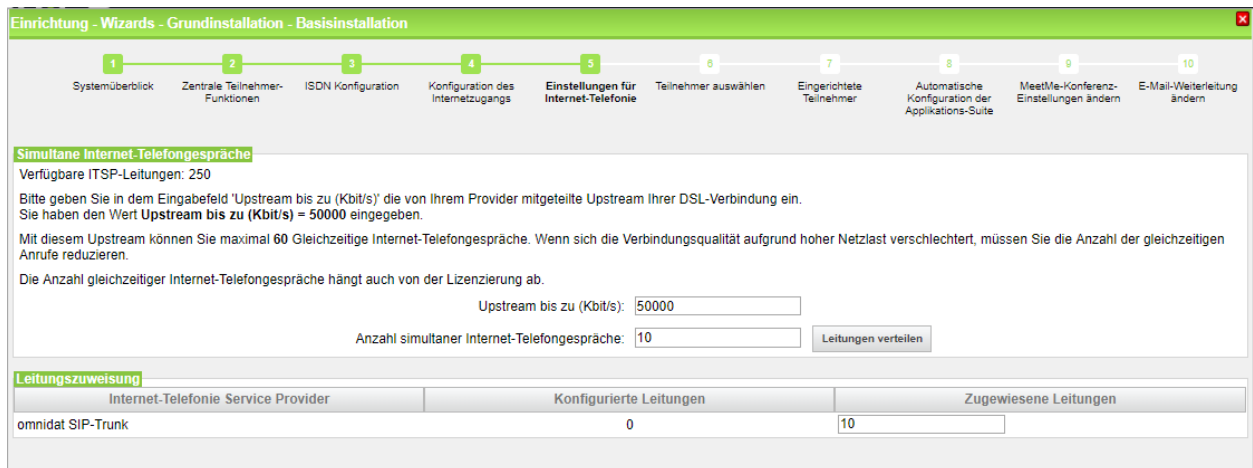 Einrichtung - Wizards - Grundinstallation - Basisinstallation
1 2 3 4 5 6 7 8 9 10
Systemüberblick
Zentrale Teilnehmer-
Funktionen
ISDN Konfiguration
Konfiguration des
Internetzugangs
Einstellungen für
Internet-Telefonie
Teilnehmer auswählen
Eingerichtete
Teilnehmer
Automatische
Konfiguration der
Applikations-Suite
MeetMe-Konferenz-
Einstellungen ändern
E-Mail-Weiterleitung
ändern
Simultane Internet-Telefongespräche
Verfügbare ITSP-Leitungen: 250
Bitte geben Sie in dem Eingabefeld 'Upstream bis zu (Kbit/s)' die von Ihrem Provider mitgeteilte Upstream Ihrer DSL-Verbindung ein.
Sie haben den Wert Upstream bis zu (Kbit/s) = 50000 eingegeben.
Mit diesem Upstream können Sie maximal 60 Gleichzeitige Internet-Telefongespräche. Wenn sich die Verbindungsqualität aufgrund hoher Netzlast verschlechtert, müssen Sie die Anzahl der gleichzeitigen
Anrufe reduzieren.
Die Anzahl gleichzeitiger Internet-Telefongespräche hängt auch von der Lizenzierung ab.
Upstream bis zu (Kbit/s): 50000
Anzahl simultaner Internet-Telefongespräche: 10 Leitungen verteilen
Leitungszuweisung
Internet-Telefonie Service Provider Konfigurierte Leitungen Zugewiesene Leitungen
omnidat SIP-Trunk 0 10